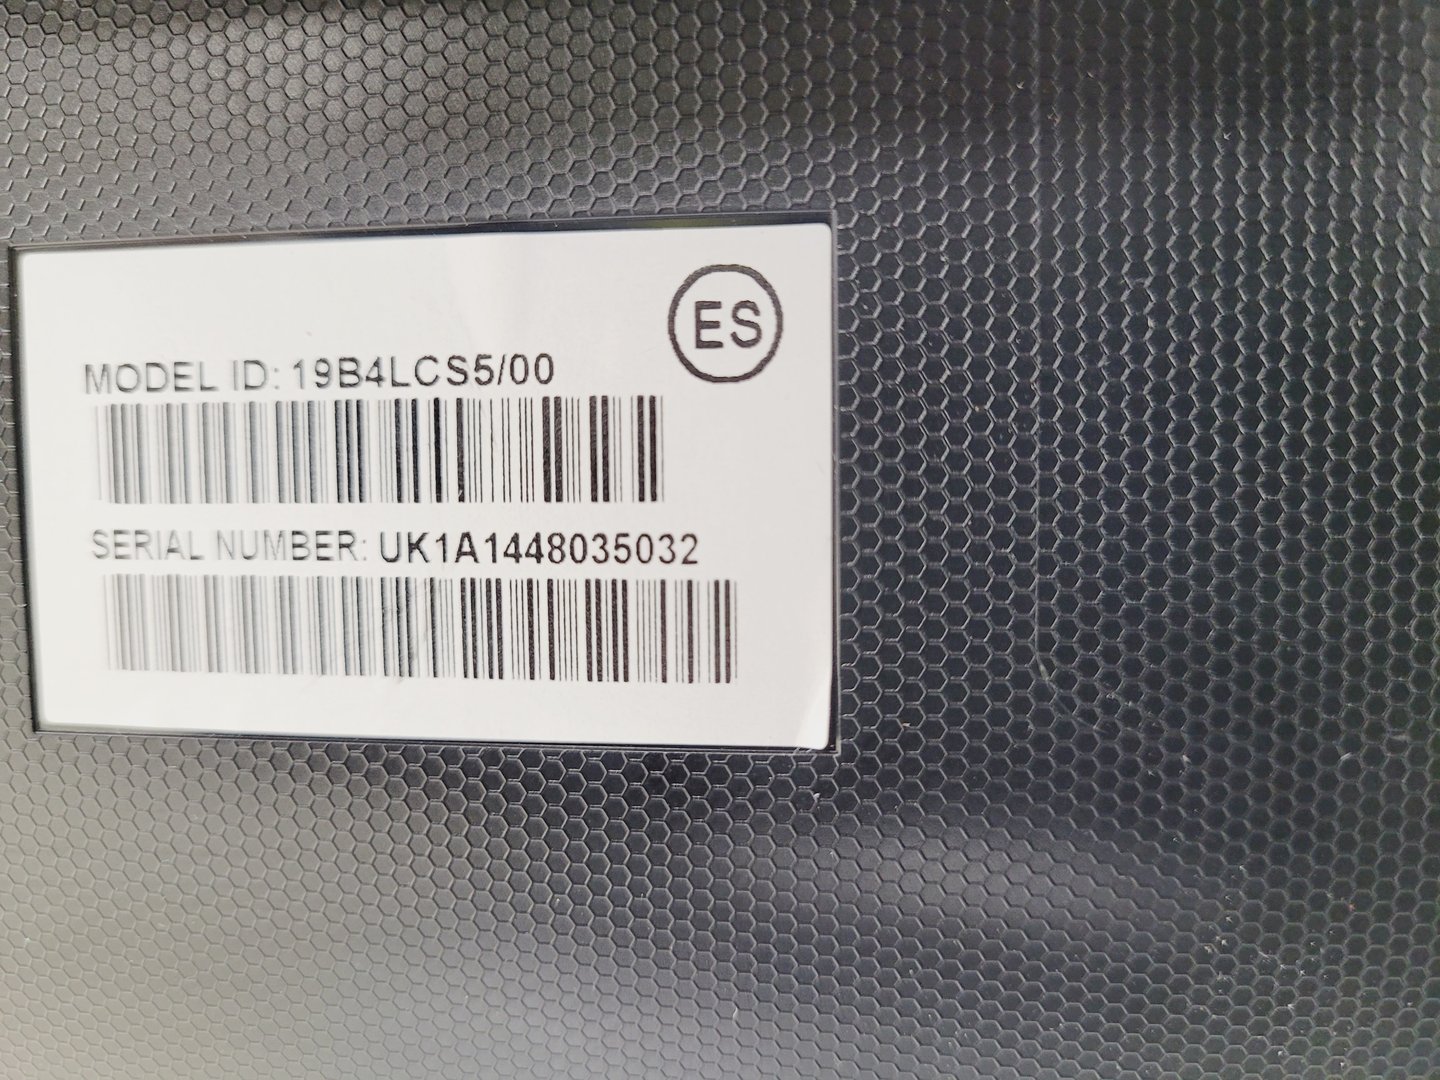 ES
MODEL ID: 19B4LCS5/00
SERIAL NUMBER: UK1A1448035032